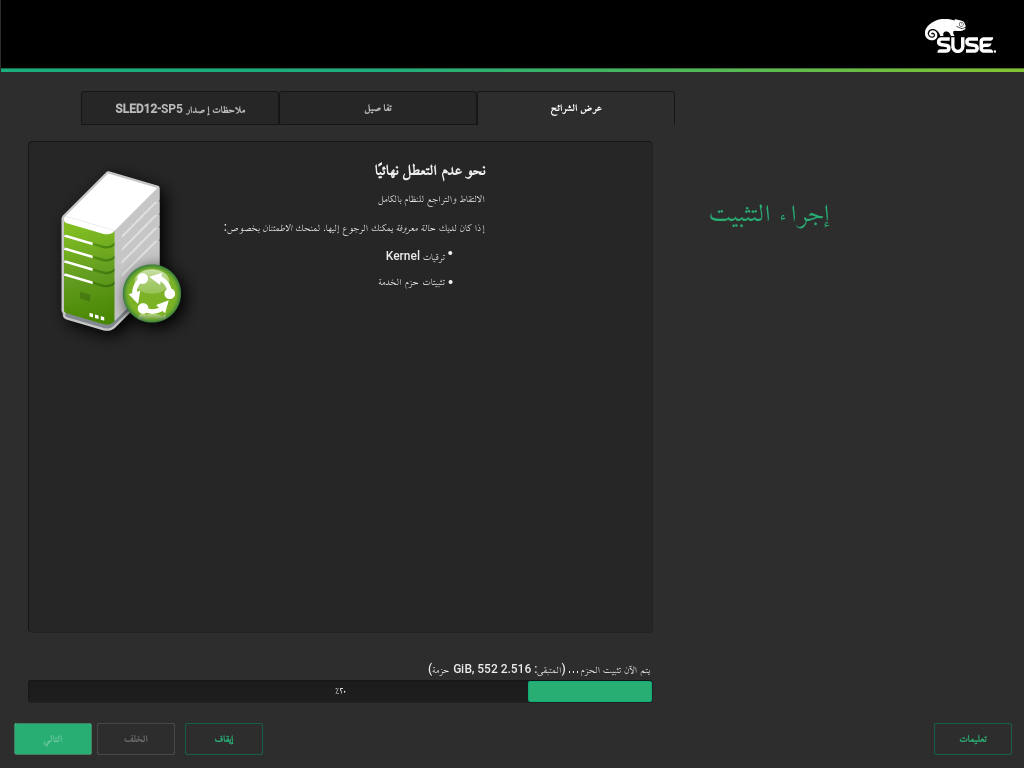 SUSE
عرض الشرائح
تفاصيل
ملاحظات إصدار SLED12-SP5
إجراء التثبيت
نحو عدم التعطل نهائيًا
الالتقاط والتراجع للنظام بالكامل
إذا كان لديك حالة معروفة يمكنك الرجوع إليها. لمنحك الاطمئنان بخصوص:
• ترقيات Kernel
• تثبيتات حزم الخدمة
يتم الآن تثبيت الحزم... (المتبقى: 2.516 GiB, 552 حزمة)
٪٢٠
تعليمات
إيقاف
الخلف
التالي